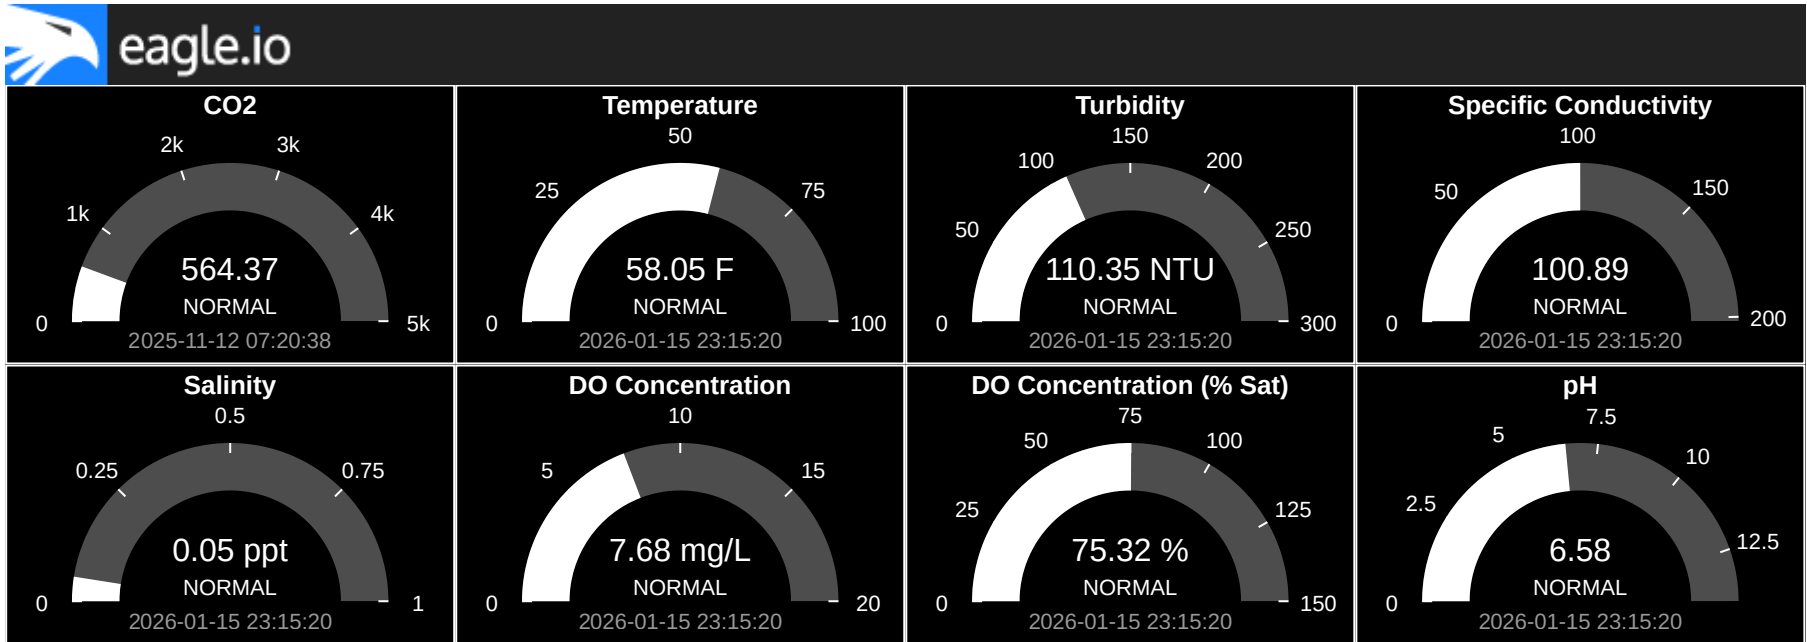 eagle.io
CO2
2k
3k
1k
4k
564.37
NORMAL
0
5k
2025-11-12 07:20:38
Temperature
50
25
75
58.05 F
NORMAL
0
100
2026-01-15 23:15:20
Turbidity
150
100
200
50
250
110.35 NTU
NORMAL
0
300
2026-01-15 23:15:20
Specific Conductivity
100
50
150
100.89
NORMAL
0
200
2026-01-15 23:15:20
Salinity
0.5
0.25
0.75
0.05 ppt
NORMAL
0
1
2026-01-15 23:15:20
DO Concentration
10
5
15
7.68 mg/L
NORMAL
0
20
2026-01-15 23:15:20
DO Concentration (% Sat)
75
50
100
25
125
75.32 %
NORMAL
0
150
2026-01-15 23:15:20
pH
7.5
5
10
2.5
12.5
6.58
NORMAL
0
2026-01-15 23:15:20